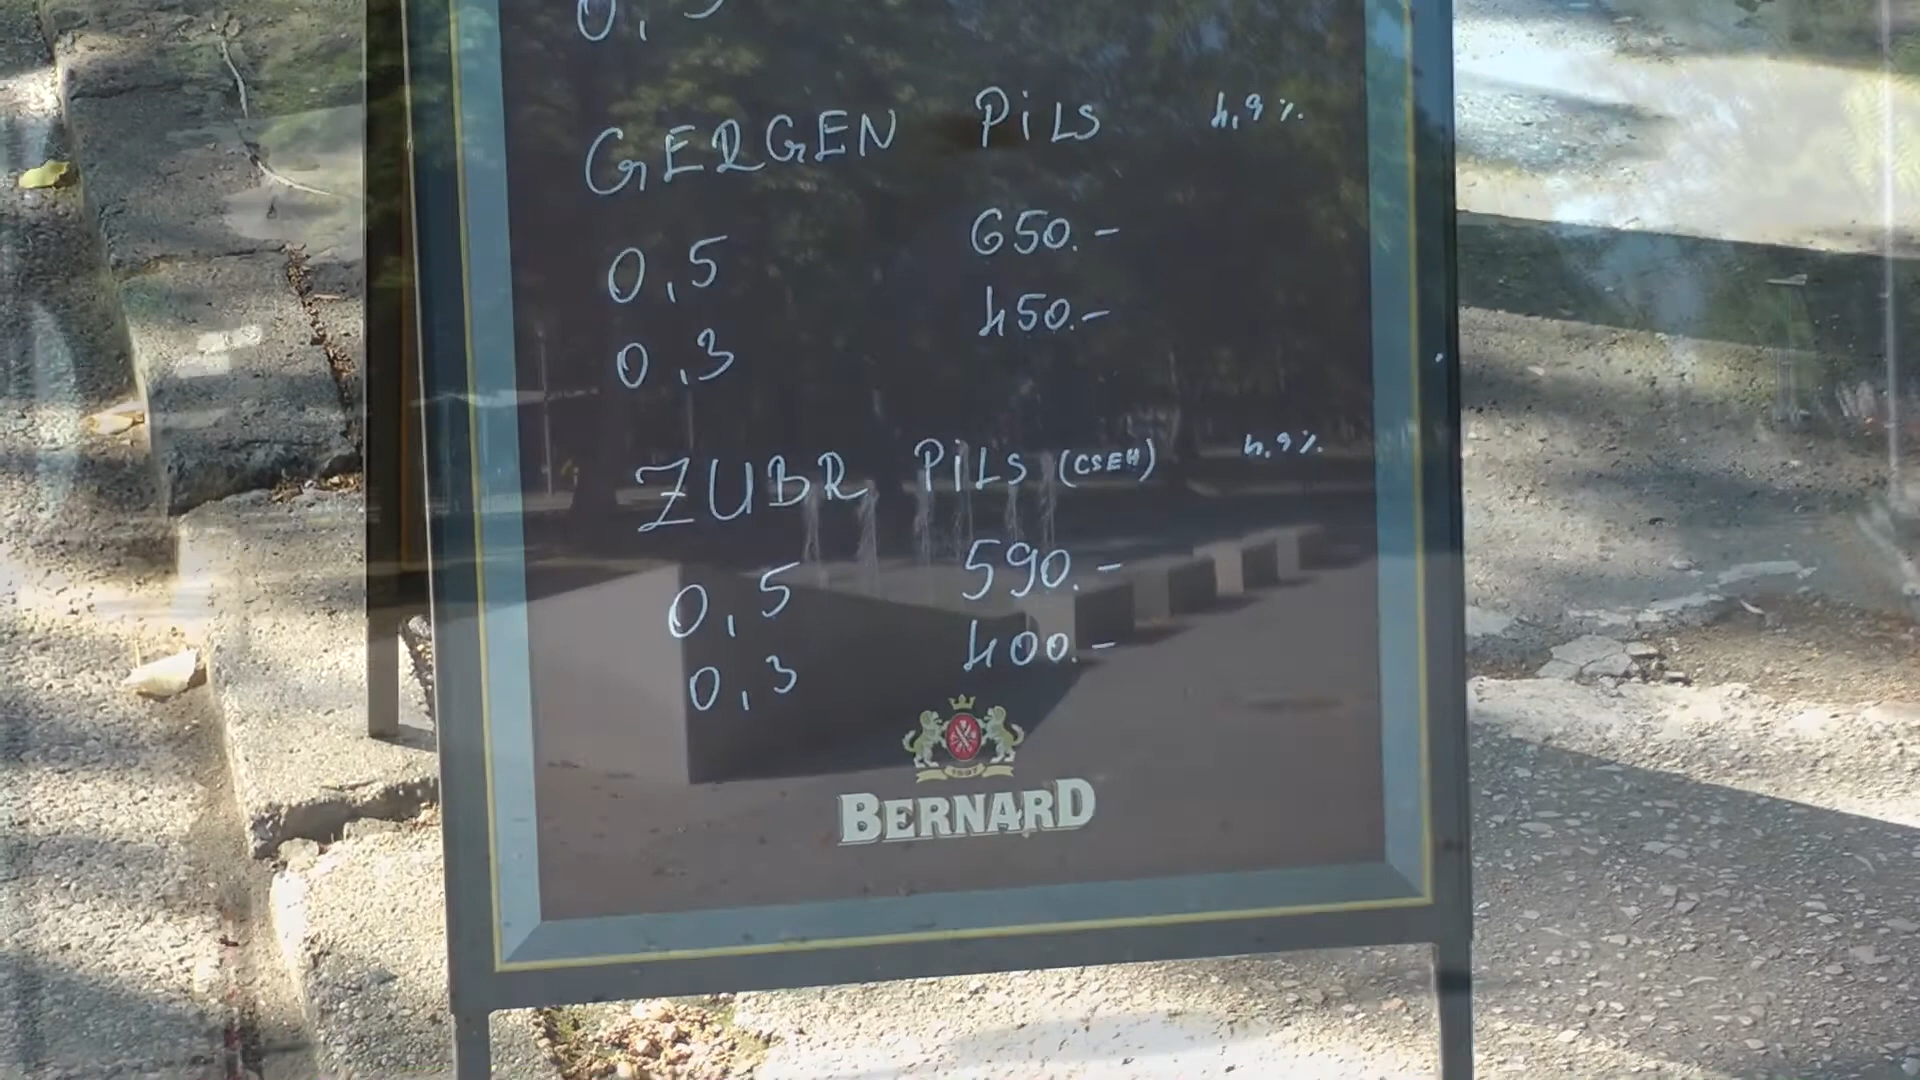 GERGEN PiLS 4,9%
0,5 650.-
0,3 450.-
ZUBR PiLS (CSEH) 4,9%
0,5 590.-
0,3 400.-
BERNARD